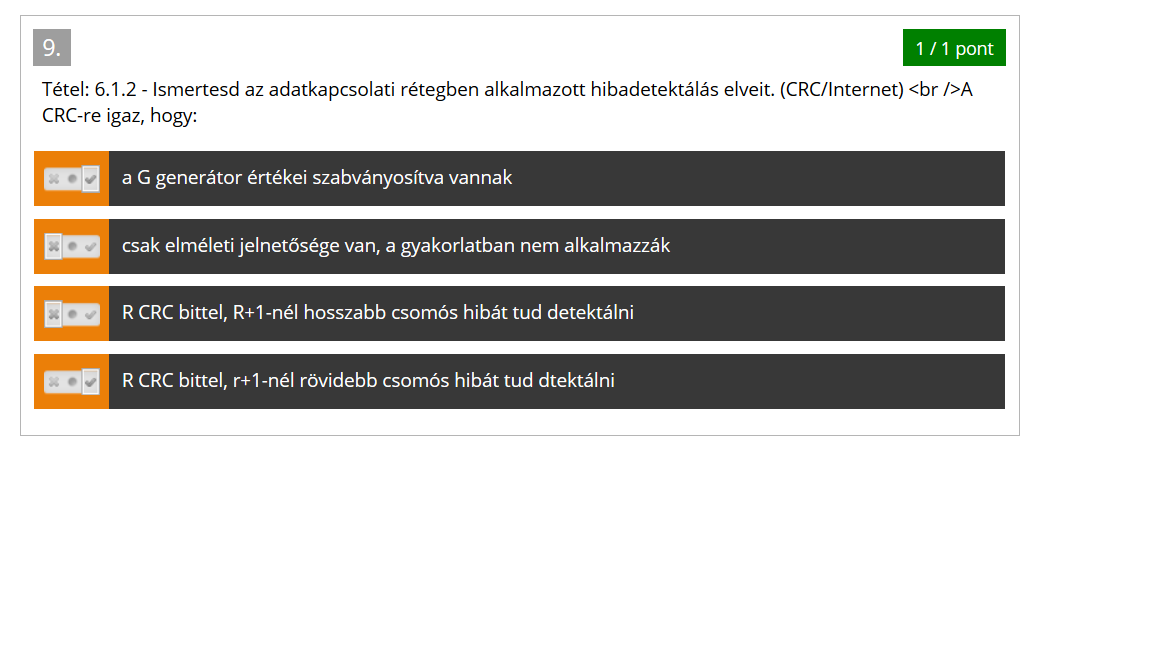 9.
1 / 1 pont
Tétel: 6.1.2 - Ismertesd az adatkapcsolati rétegben alkalmazott hibadetektálás elveit. (CRC/Internet) <br />A
CRC-re igaz, hogy:
a G generátor értékei szabványosítva vannak
csak elméleti jelnetősége van, a gyakorlatban nem alkalmazzák
R CRC bittel, R+1-nél hosszabb csomós hibát tud detektálni
R CRC bittel, r+1-nél rövidebb csomós hibát tud dtektálni